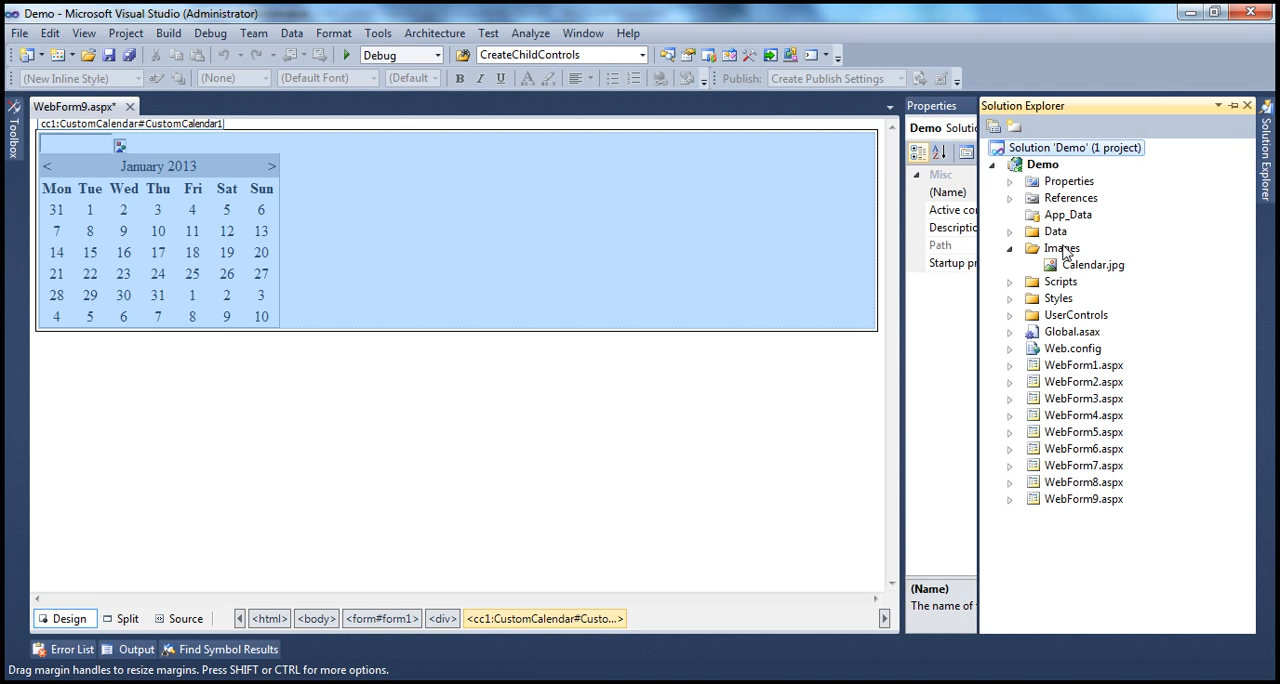 Demo - Microsoft Visual Studio (Administrator)
File Edit View Project Build Debug Team Data Format Tools Architecture Test Analyze Window Help
Debug CreateChildControls
(New Inline Style) (None) (Default Font) (Default B I U A Publish: Create Publish Settings
Toolbox
WebForm9.aspx*
cc1:CustomCalendar#CustomCalendar1
< January 2013 >
Mon Tue Wed Thu Fri Sat Sun
31 1 2 3 4 5 6
7 8 9 10 11 12 13
14 15 16 17 18 19 20
21 22 23 24 25 26 27
28 29 30 31 1 2 3
4 5 6 7 8 9 10
Design Split Source <html> <body> <form#form1> <div> <cc1:CustomCalendar#Custo...>
Properties
Demo Solutio
Misc
(Name)
Active co
Descriptio
Path
Startup pr
(Name)
The name of
Solution Explorer
Solution 'Demo' (1 project)
Demo
Properties
References
App_Data
Data
Images
Calendar.jpg
Scripts
Styles
UserControls
Global.asax
Web.config
WebForm1.aspx
WebForm2.aspx
WebForm3.aspx
WebForm4.aspx
WebForm5.aspx
WebForm6.aspx
WebForm7.aspx
WebForm8.aspx
WebForm9.aspx
Solution Explorer
Error List Output Find Symbol Results
Drag margin handles to resize margins. Press SHIFT or CTRL for more options.